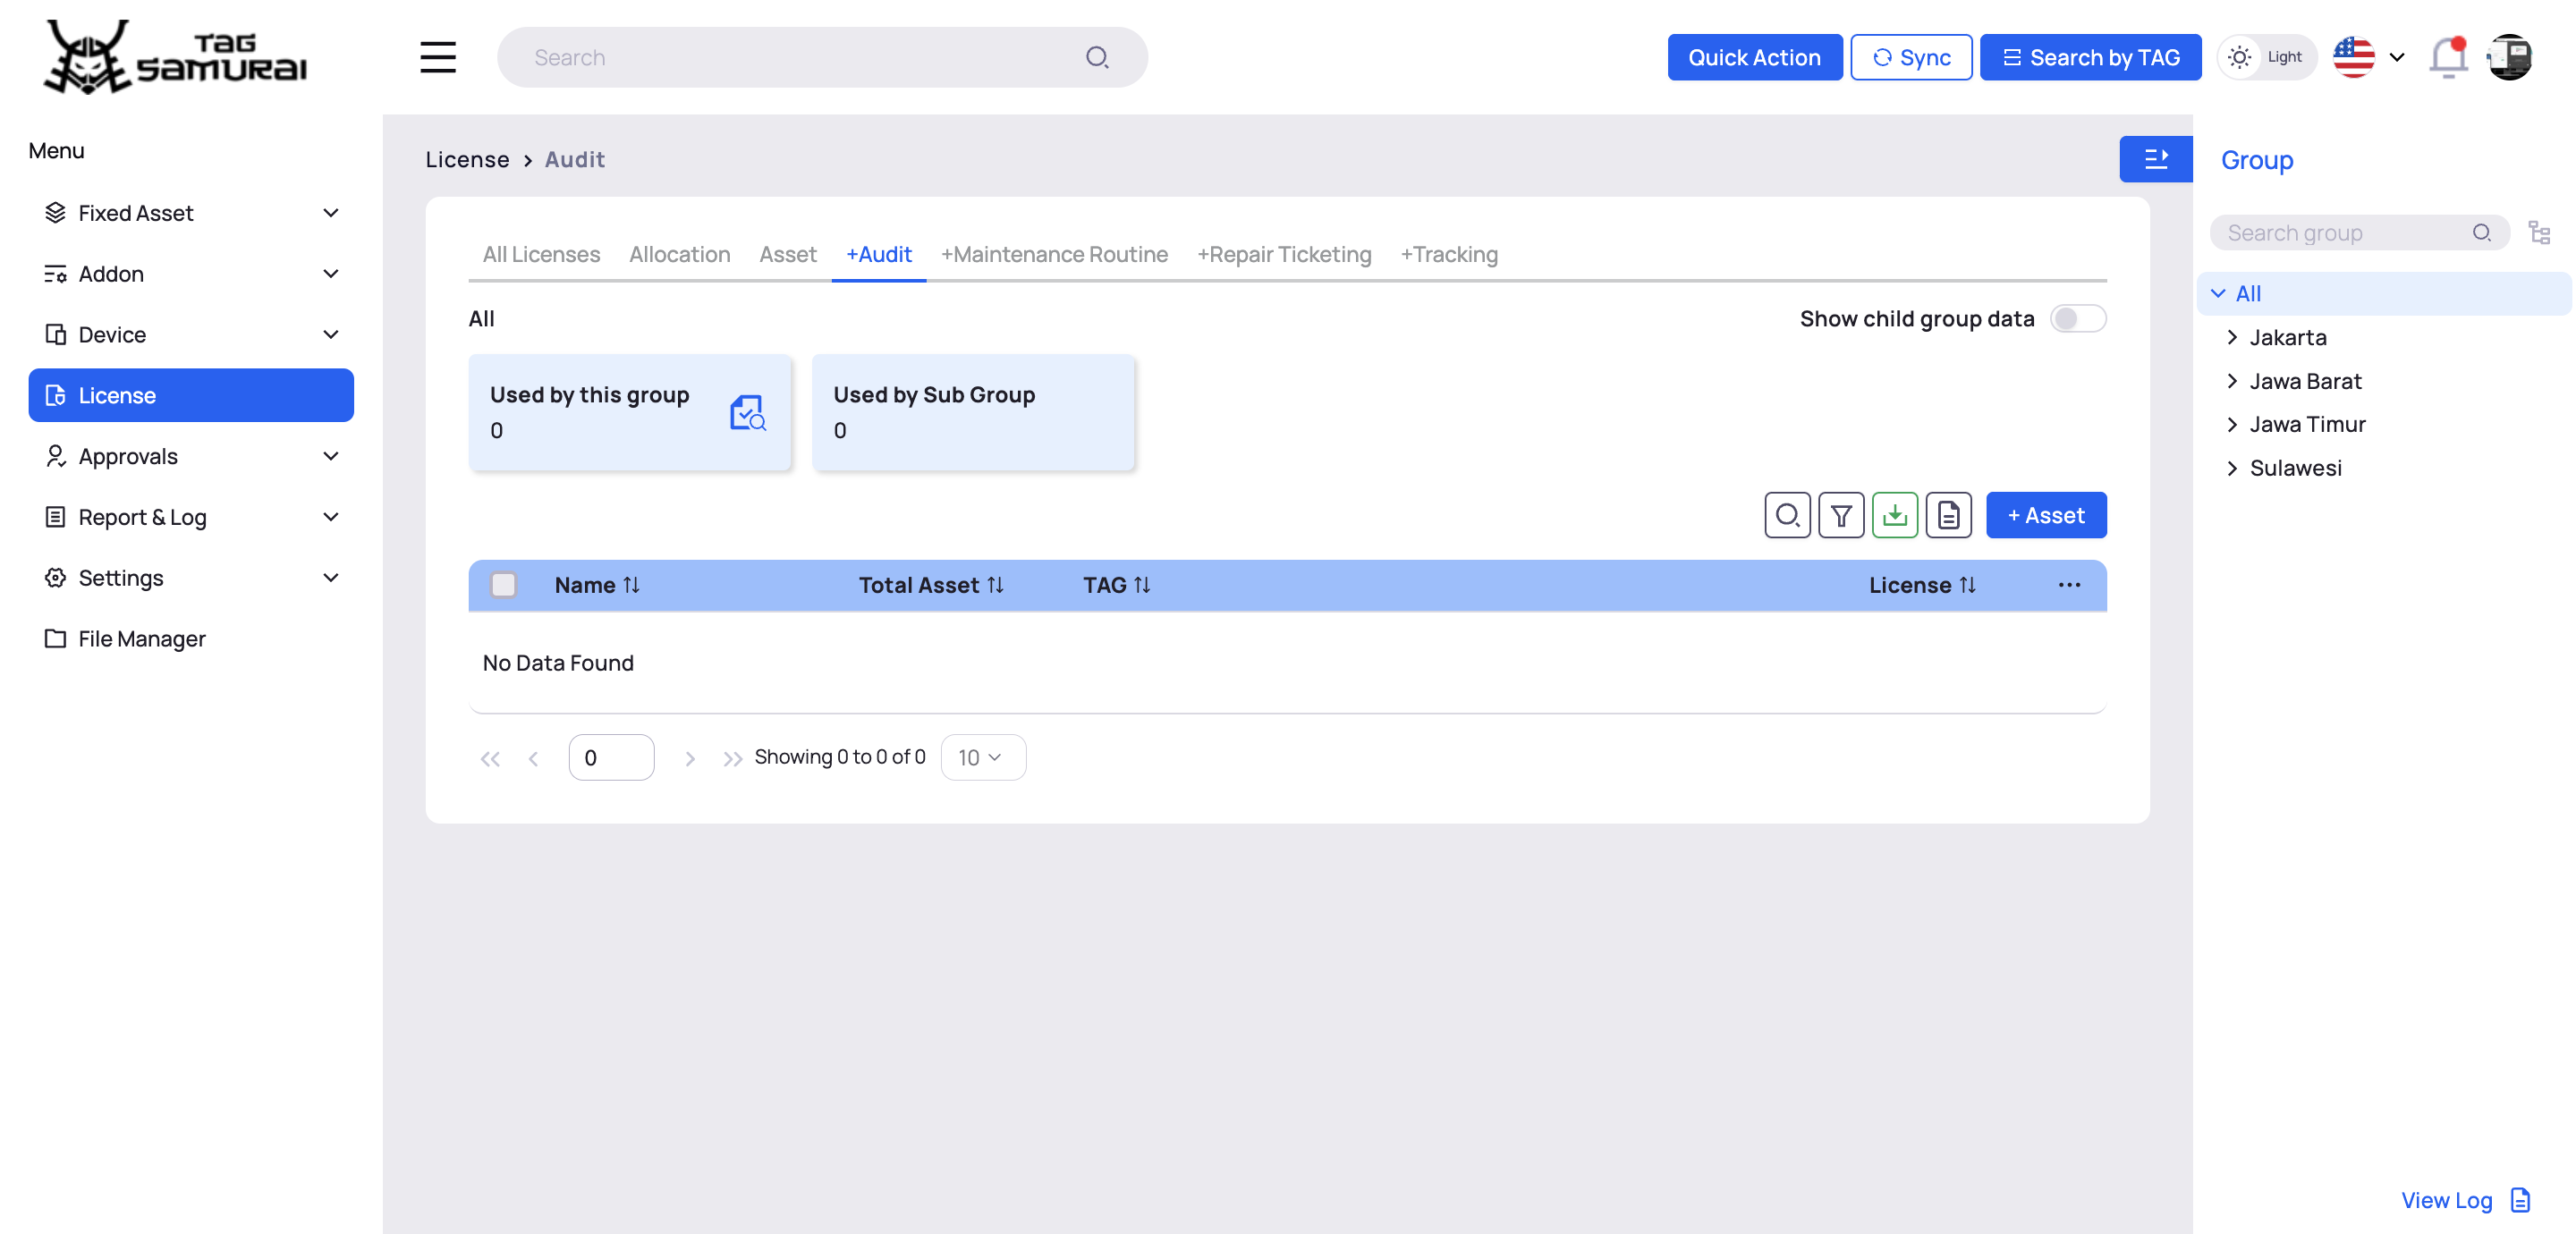 TAG
SAMURAI
Search
Quick Action
Sync
Search by TAG
Light
Menu
Fixed Asset
Addon
Device
License
Approvals
Report & Log
Settings
File Manager
License > Audit
All Licenses Allocation Asset +Audit +Maintenance Routine +Repair Ticketing +Tracking
All
Show child group data
Used by this group
0
Used by Sub Group
0
+ Asset
Name Total Asset TAG License ...
No Data Found
0 Showing 0 to 0 of 0 10
Group
Search group
All
Jakarta
Jawa Barat
Jawa Timur
Sulawesi
View Log